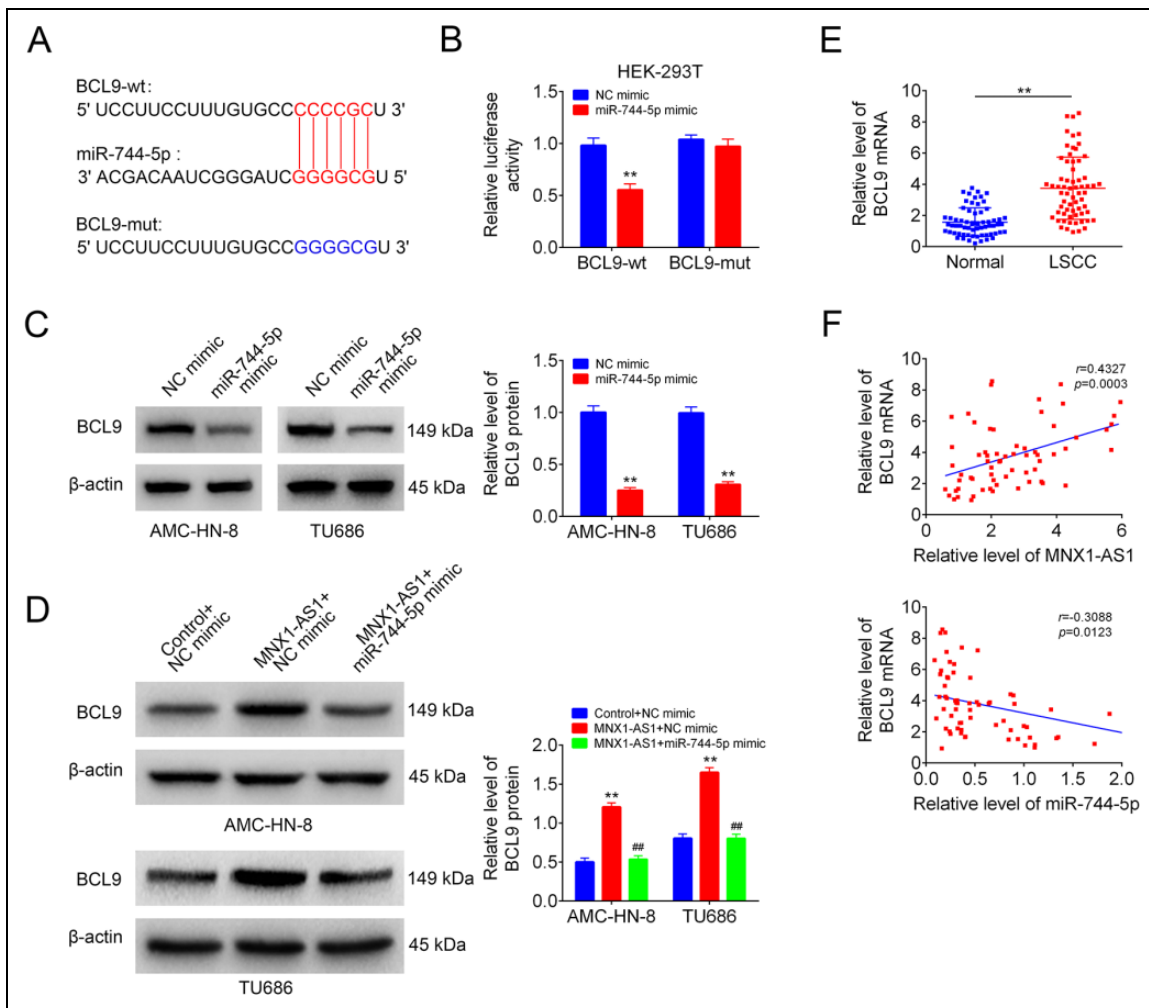 A
BCL9-wt:
5' UCCUUCCUUUGUGCCCCCCGCU 3'
miR-744-5p :
3' ACGACAAUCGGGAUCGGGGCGU 5'
BCL9-mut:
5' UCCUUCCUUUGUGCCGGGGCGU 3'
B
HEK-293T
NC mimic
miR-744-5p mimic
Relative luciferase
activity
1.5
1.0
0.5
0.0
**
BCL9-wt BCL9-mut
C
NC mimic
miR-744-5p
mimic
NC mimic
miR-744-5p
mimic
BCL9
149 kDa
β-actin
45 kDa
AMC-HN-8 TU686
NC mimic
miR-744-5p mimic
Relative level of
BCL9 protein
1.5
1.0
0.5
0.0
** **
AMC-HN-8 TU686
D
Control+
NC mimic
MNX1-AS1+
NC mimic
MNX1-AS1+
miR-744-5p mimic
BCL9
149 kDa
β-actin
45 kDa
AMC-HN-8
BCL9
149 kDa
β-actin
45 kDa
TU686
Control+NC mimic
MNX1-AS1+NC mimic
MNX1-AS1+miR-744-5p mimic
Relative level of
BCL9 protein
2.0
1.5
1.0
0.5
0.0
** ## ** ##
AMC-HN-8 TU686
E
Relative level of
BCL9 mRNA
10
8
6
4
2
0
**
Normal LSCC
F
r=0.4327
p=0.0003
Relative level of
BCL9 mRNA
10
8
6
4
2
0
0 2 4 6
Relative level of MNX1-AS1
r=-0.3088
p=0.0123
Relative level of
BCL9 mRNA
10
8
6
4
2
0
0.0 0.5 1.0 1.5 2.0
Relative level of miR-744-5p